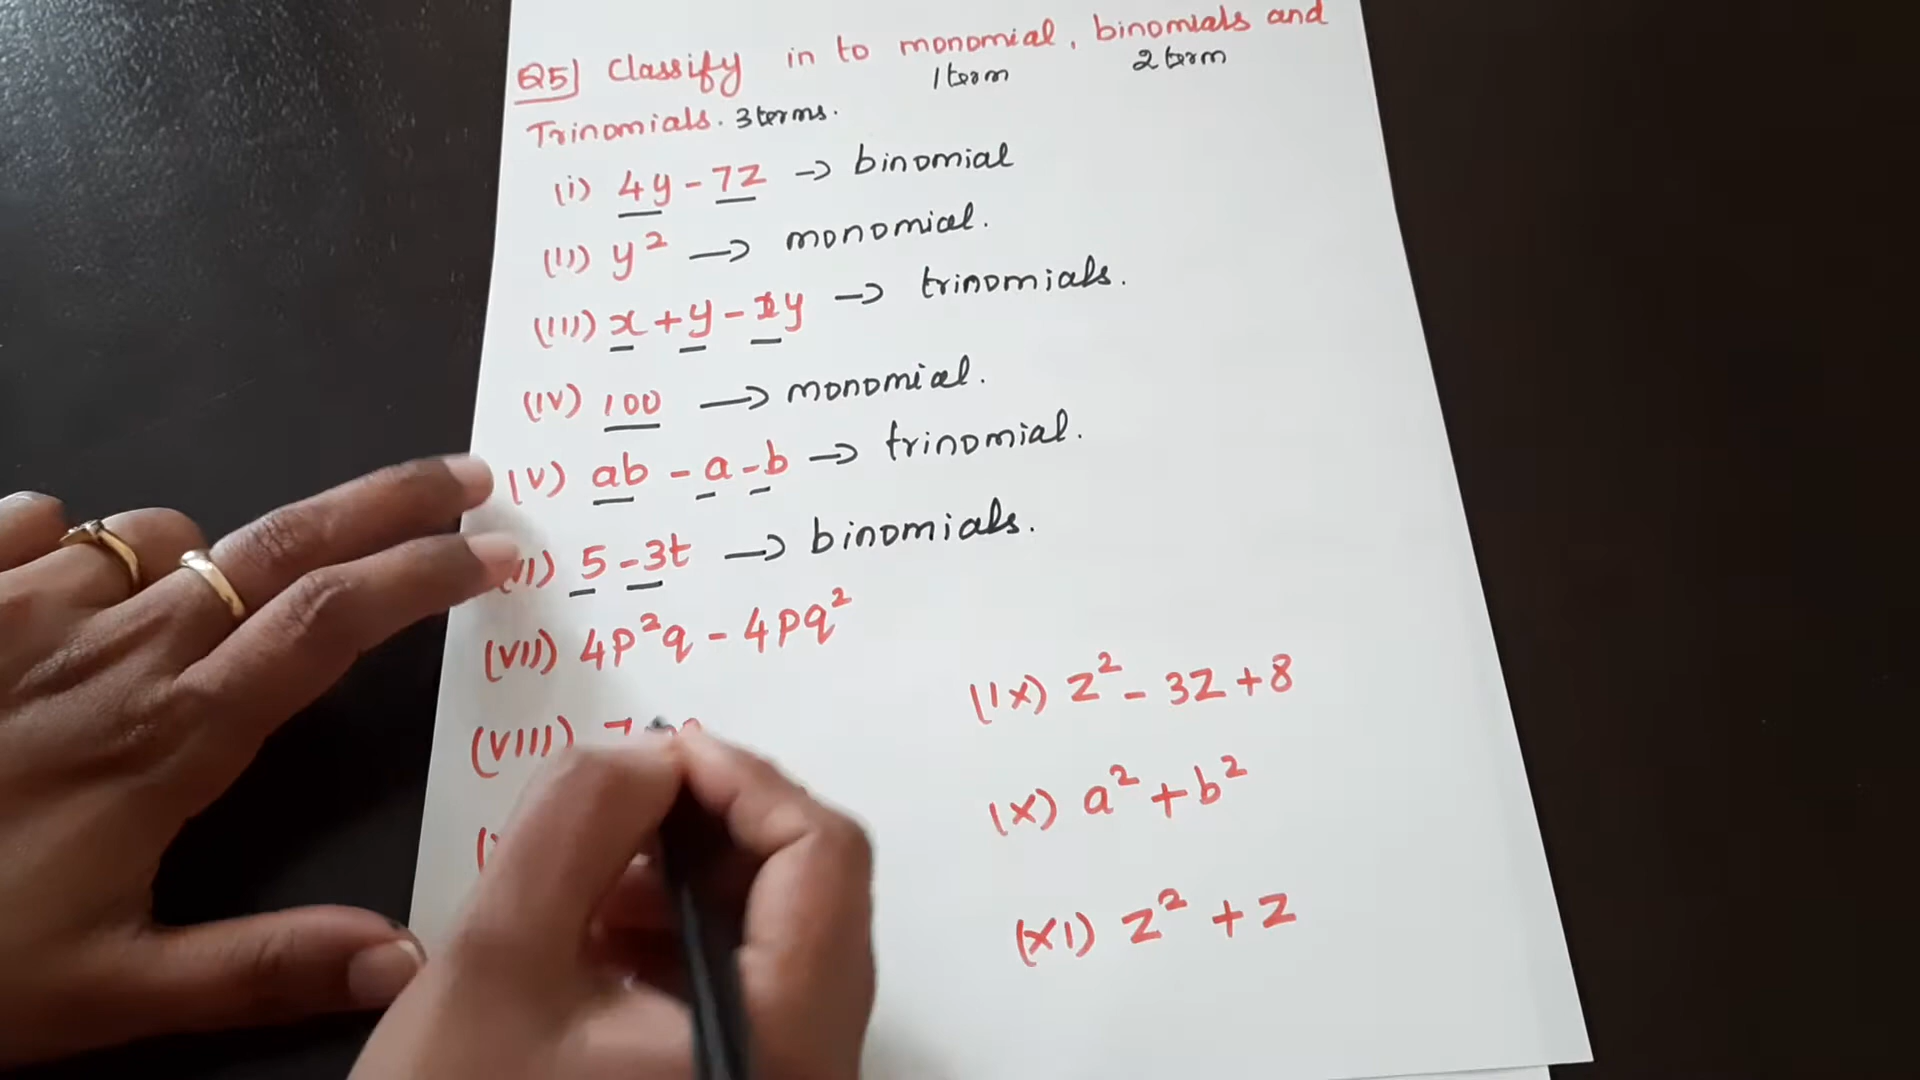 Q5) Classify in to monomial, binomials and
1 term 2 term
Trinomials. 3 terms.
(i) 4y - 7z -> binomial
(II) y² -> monomial.
(III) x + y - xy -> trinomials.
(IV) 100 -> monomial.
(V) ab - a - b -> trinomial.
(VI) 5 - 3t -> binomials.
(VII) 4p²q - 4pq²
(VIII)
(IX) z² - 3z + 8
(X) a² + b²
(XI) z² + z